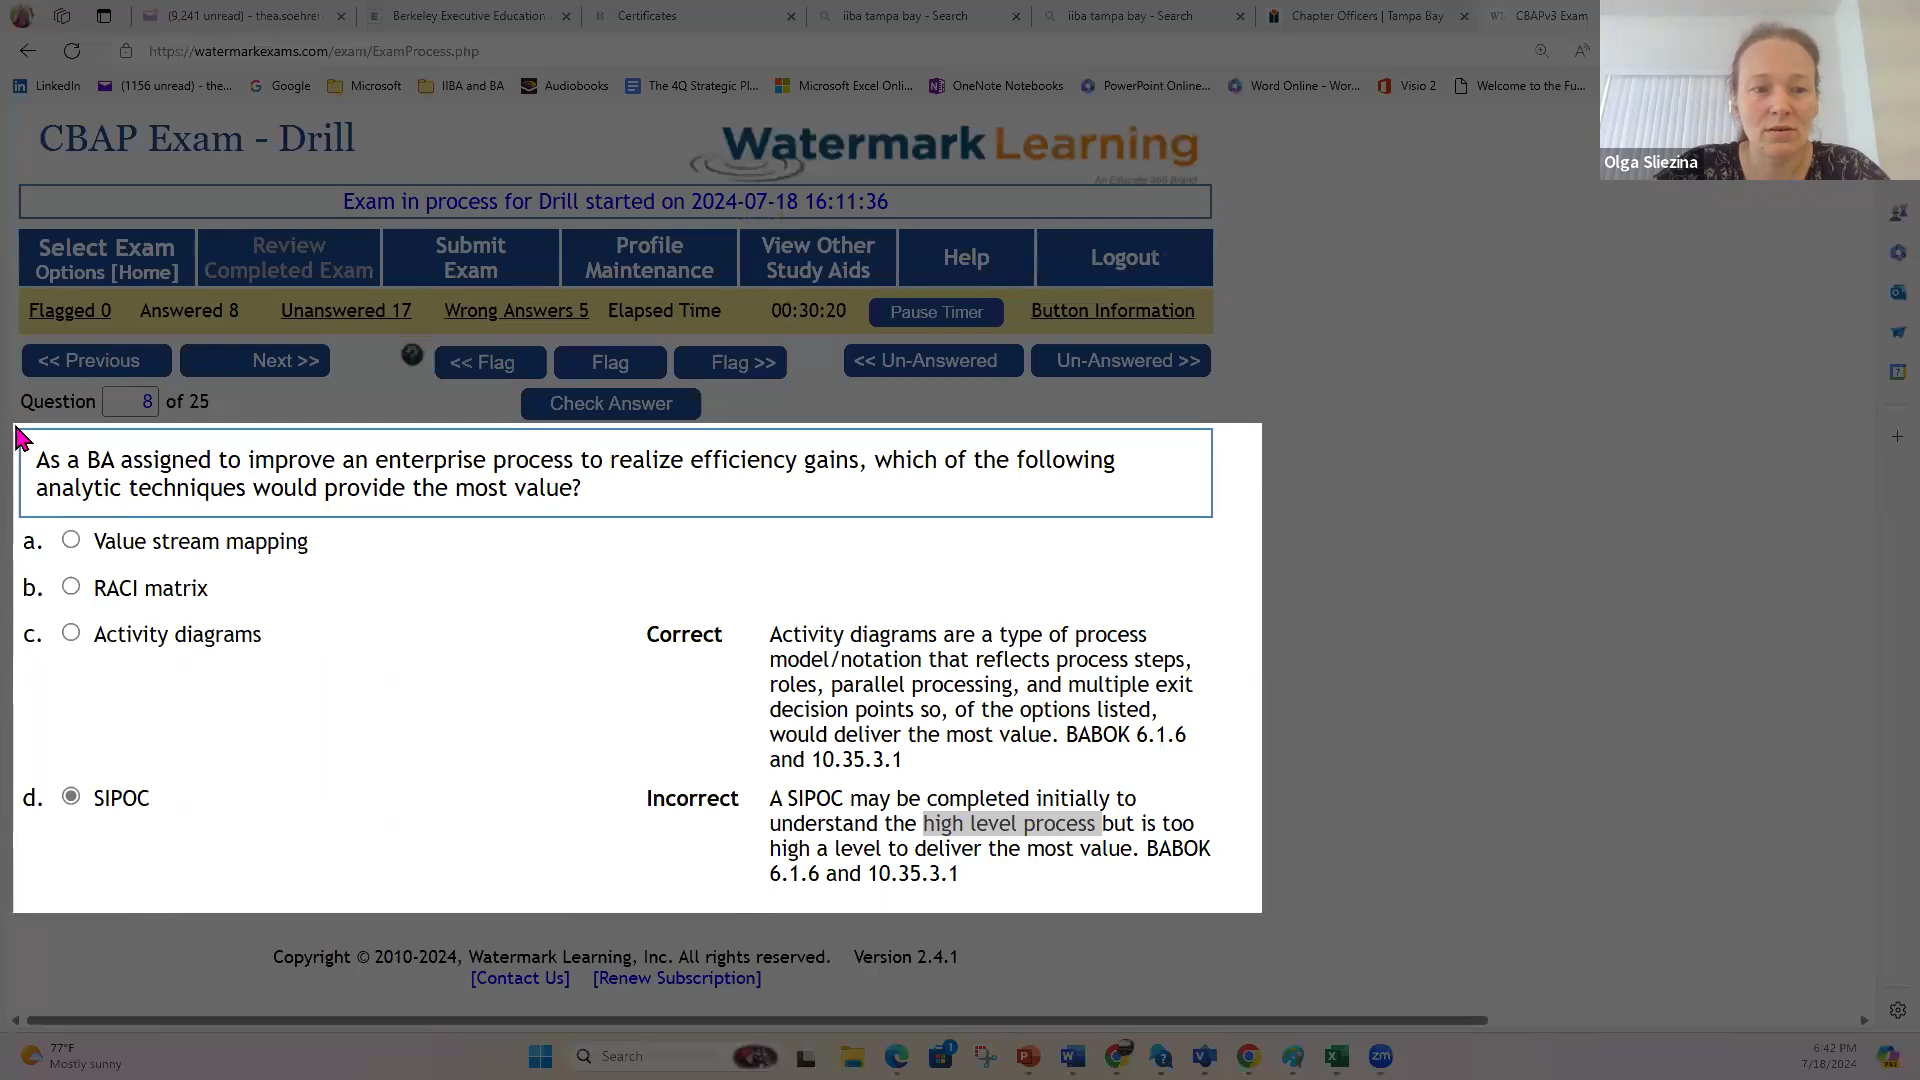 (9,241 unread) - thea.soehrer
Berkeley Executive Education
Certificates
iiba tampa bay - Search
iiba tampa bay - Search
Chapter Officers | Tampa Bay
CBAPv3 Exam
https://watermarkexams.com/exam/ExamProcess.php
LinkedIn
(1156 unread) - the...
Google
Microsoft
IIBA and BA
Audiobooks
The 4Q Strategic Pl...
Microsoft Excel Onli...
OneNote Notebooks
PowerPoint Online...
Word Online - Wor...
Visio 2
Welcome to the Fu...
Olga Sliezina
CBAP Exam - Drill
Watermark Learning
An Educate 360 Brand
Exam in process for Drill started on 2024-07-18 16:11:36
Select Exam
Options [Home]
Review
Completed Exam
Submit
Exam
Profile
Maintenance
View Other
Study Aids
Help
Logout
Flagged 0 Answered 8 Unanswered 17 Wrong Answers 5 Elapsed Time 00:30:20 Pause Timer Button Information
<< Previous Next >> << Flag Flag Flag >> << Un-Answered Un-Answered >>
Question 8 of 25 Check Answer
As a BA assigned to improve an enterprise process to realize efficiency gains, which of the following
analytic techniques would provide the most value?
a. Value stream mapping
b. RACI matrix
c. Activity diagrams Correct Activity diagrams are a type of process
model/notation that reflects process steps,
roles, parallel processing, and multiple exit
decision points so, of the options listed,
would deliver the most value. BABOK 6.1.6
and 10.35.3.1
d. SIPOC Incorrect A SIPOC may be completed initially to
understand the high level process but is too
high a level to deliver the most value. BABOK
6.1.6 and 10.35.3.1
Copyright © 2010-2024, Watermark Learning, Inc. All rights reserved. Version 2.4.1
[Contact Us] [Renew Subscription]
77°F
Mostly sunny
Search
6:42 PM
7/18/2024